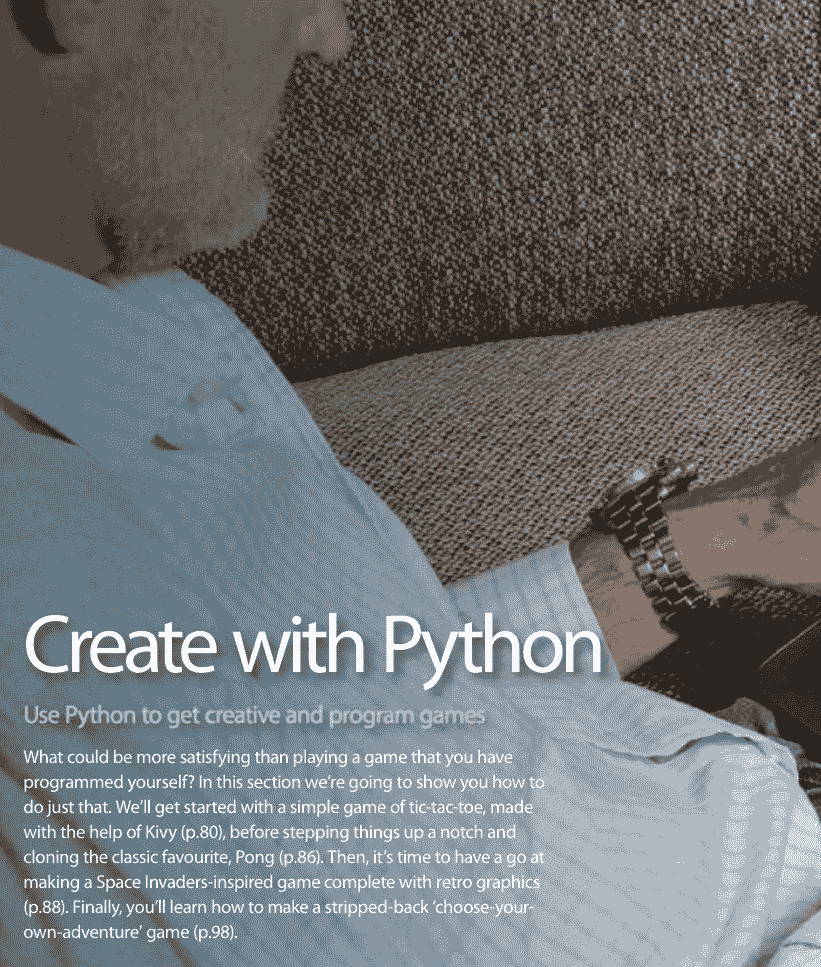 Create with Python
Use Python to get creative and program games
What could be more satisfying than playing a game that you have
programmed yourself? In this section we’re going to show you how to
do just that. We’ll get started with a simple game of tic-tac-toe, made
with the help of Kivy (p.80), before stepping things up a notch and
cloning the classic favourite, Pong (p.86). Then, it’s time to have a go at
making a Space Invaders-inspired game complete with retro graphics
(p.88). Finally, you’ll learn how to make a stripped-back ‘choose-your-
own-adventure’ game (p.98).